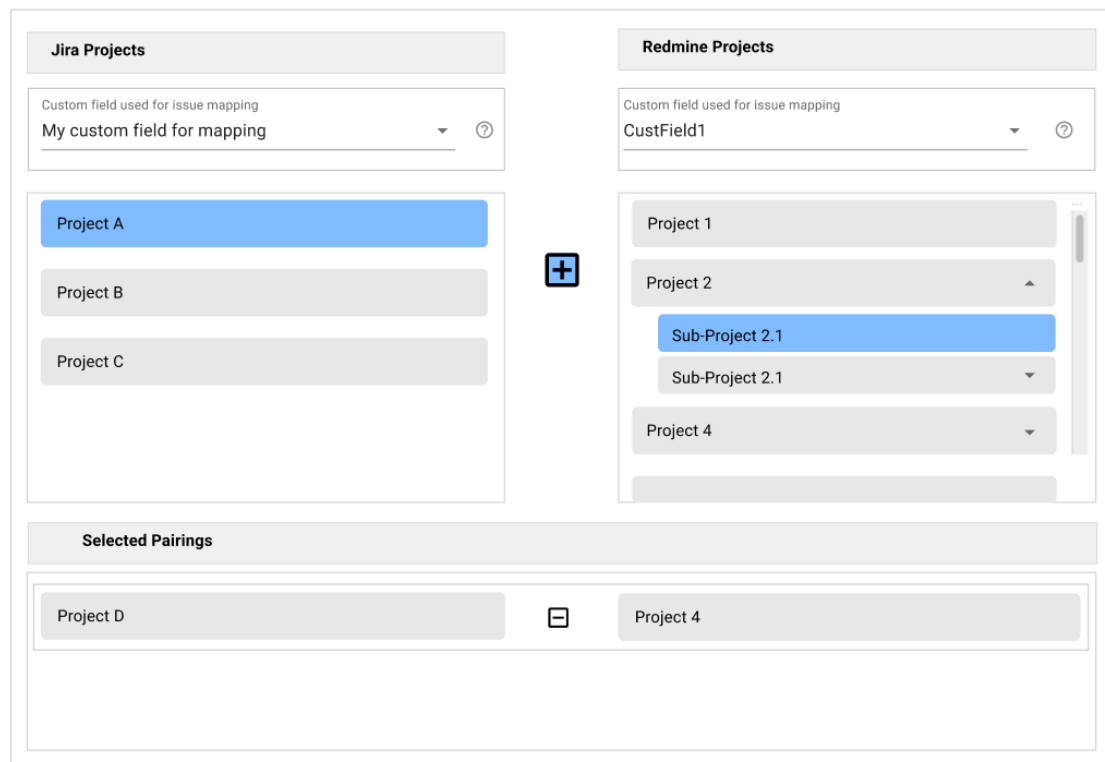 Jira Projects
Custom field used for issue mapping
My custom field for mapping
Project A
Project B
Project C
Redmine Projects
Custom field used for issue mapping
CustField1
Project 1
Project 2
Sub-Project 2.1
Sub-Project 2.1
Project 4
Selected Pairings
Project D
Project 4